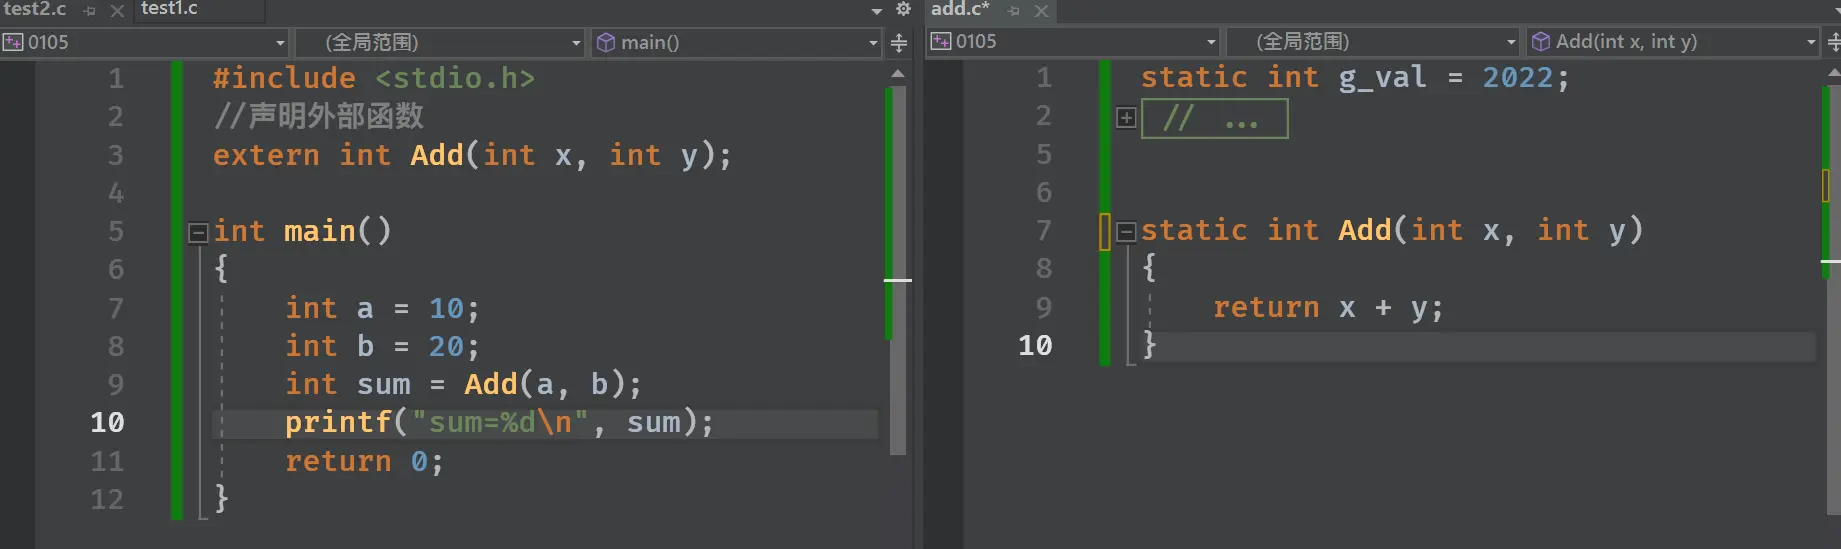 test2.c test1.c
0105 (全局范围) main()
1 #include <stdio.h>
2 //声明外部函数
3 extern int Add(int x, int y);
4
5 int main()
6 {
7 int a = 10;
8 int b = 20;
9 int sum = Add(a, b);
10 printf("sum=%d\n", sum);
11 return 0;
12 }
add.c*
0105 (全局范围) Add(int x, int y)
1 static int g_val = 2022;
2 // ...
5
6
7 static int Add(int x, int y)
8 {
9 return x + y;
10 }